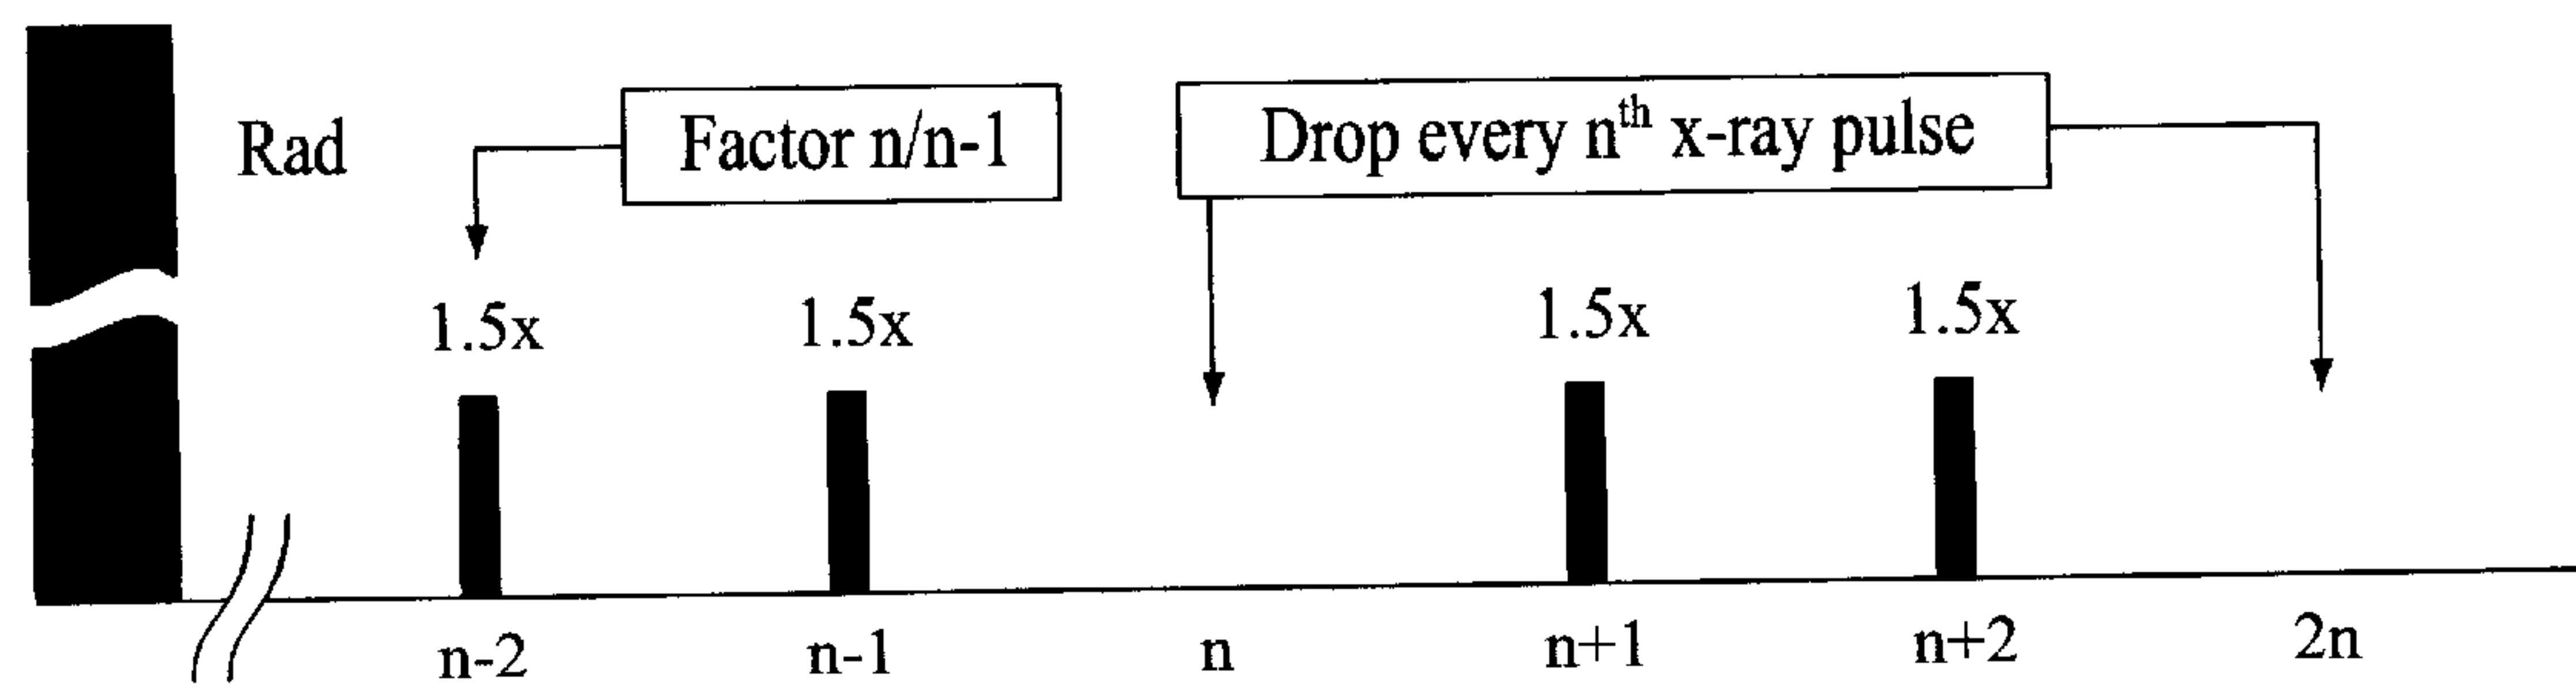 Rad
Factor n/n-1
Drop every nth x-ray pulse
1.5x 1.5x 1.5x 1.5x
n-2 n-1 n n+1 n+2 2n